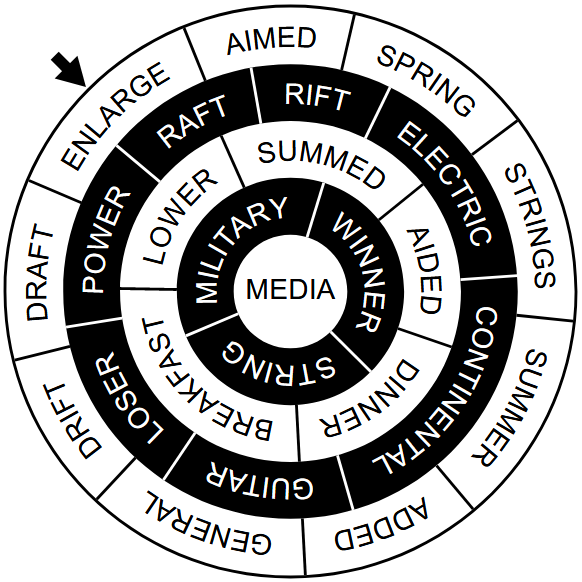 ENLARGE
AIMED
SPRING
STRINGS
SUMMER
ADDED
GENERAL
DRIFT
DRAFT
RAFT
RIFT
ELECTRIC
CONTINENTAL
GUITAR
LOSER
POWER
LOWER
SUMMED
AIDED
DINNER
BREAKFAST
MILITARY
WINNER
STRING
MEDIA